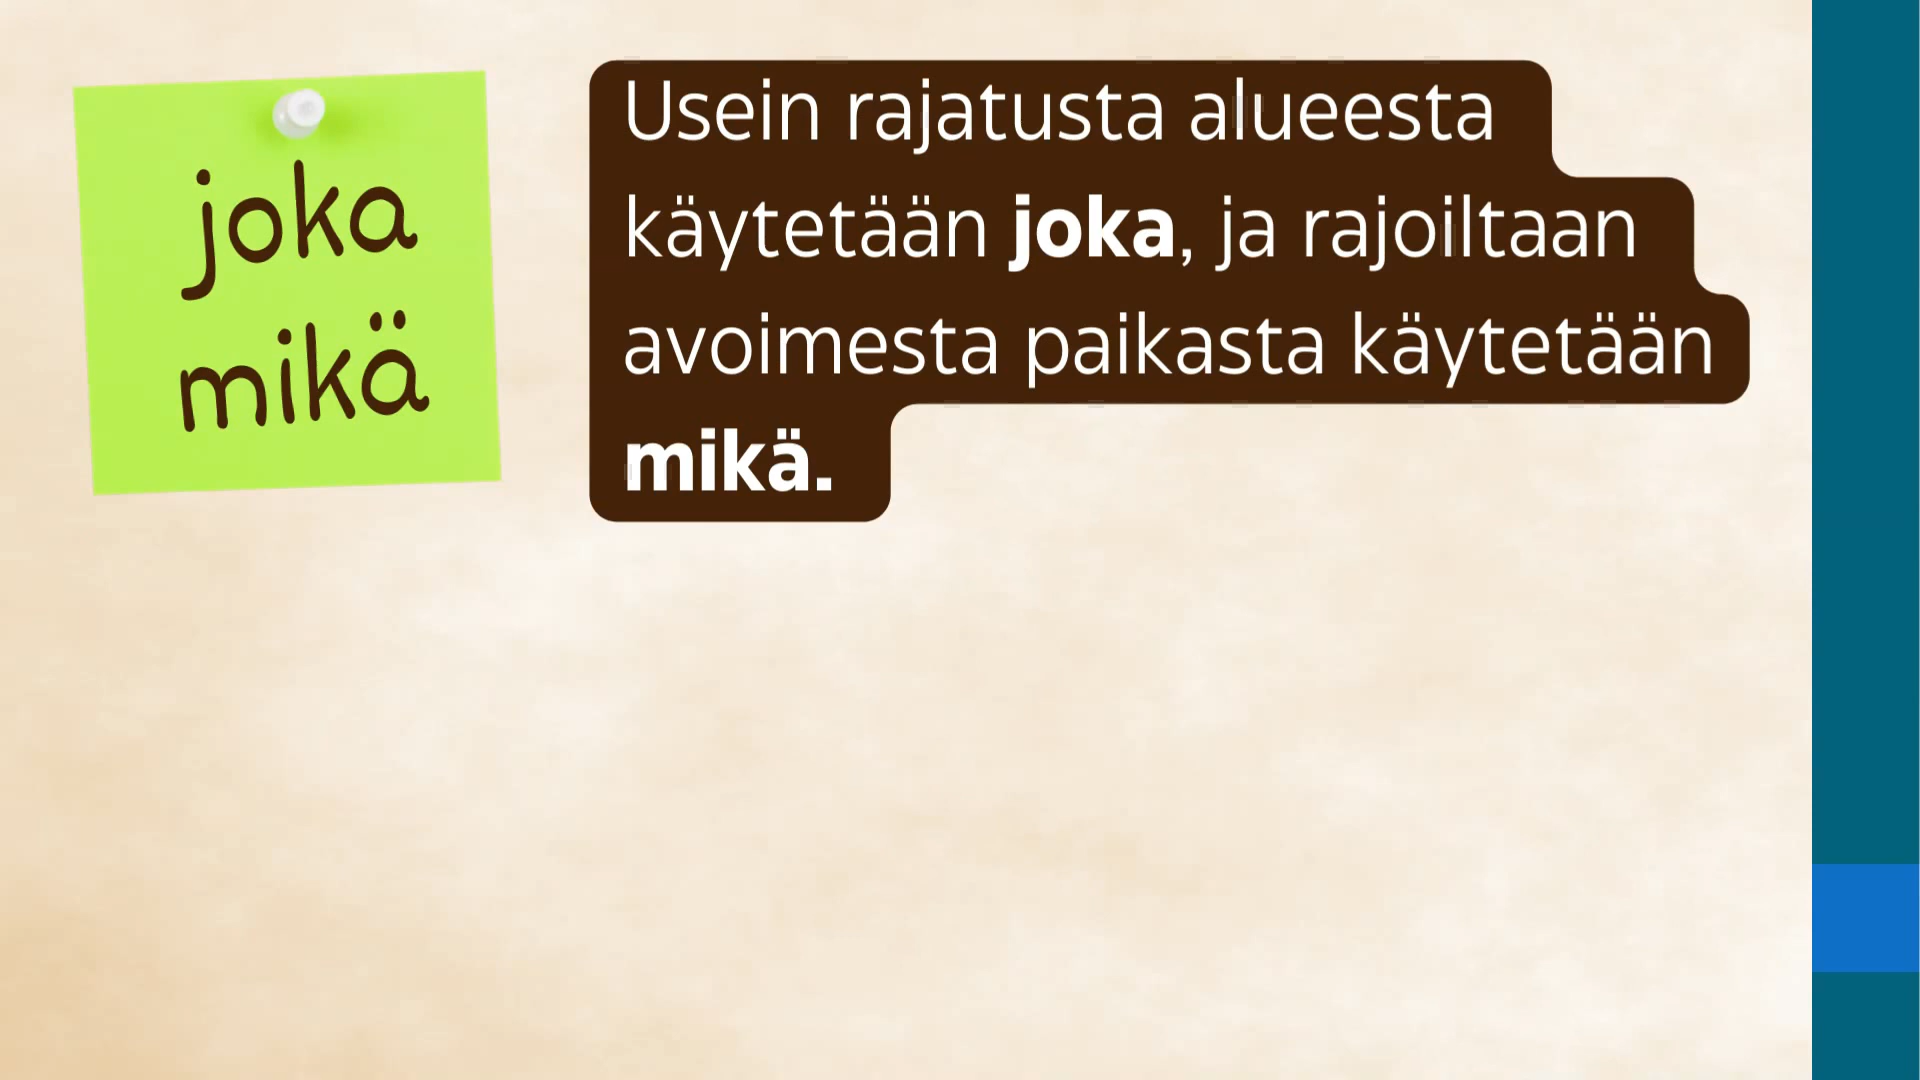 joka
mikä
Usein rajatusta alueesta
käytetään joka, ja rajoiltaan
avoimesta paikasta käytetään
mikä.